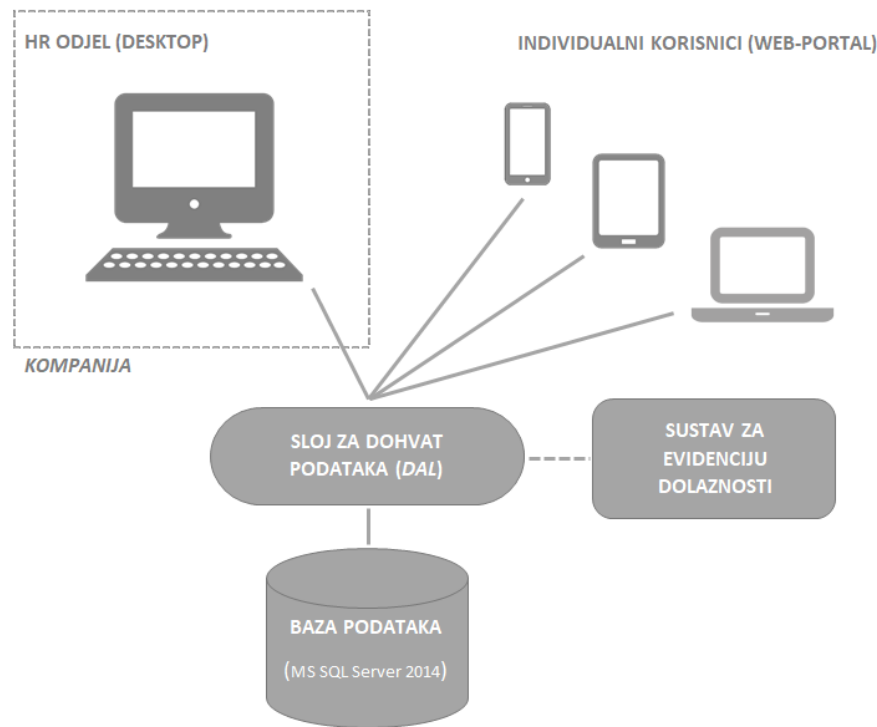 HR ODJEL (DESKTOP)
INDIVIDUALNI KORISNICI (WEB-PORTAL)
KOMPANIJA
SLOJ ZA DOHVAT
PODATAKA (DAL)
SUSTAV ZA
EVIDENCIJU
DOLAZNOSTI
BAZA PODATAKA
(MS SQL Server 2014)